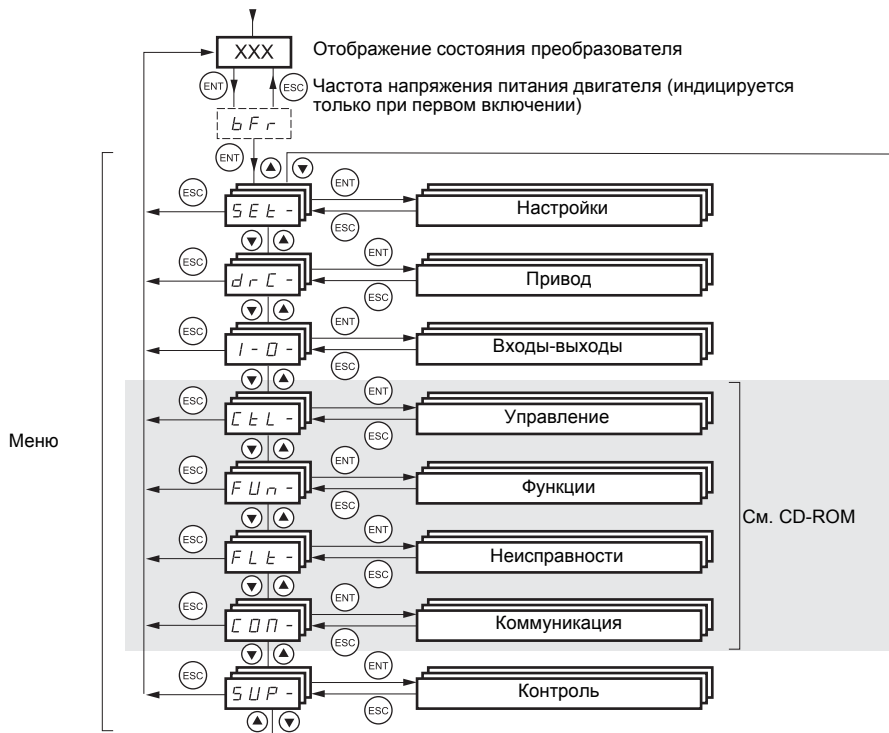 XXX Отображение состояния преобразователя
ENT ESC Частота напряжения питания двигателя (индицируется
только при первом включении)
bFr
ENT
ESC SEt- ENT ESC Настройки
ESC drC- ENT ESC Привод
ESC I-O- ENT ESC Входы-выходы
ESC CtL- ENT ESC Управление
Меню
ESC FUn- ENT ESC Функции
См. CD-ROM
ESC FLt- ENT ESC Неисправности
ESC COM- ENT ESC Коммуникация
ESC SUP- ENT ESC Контроль